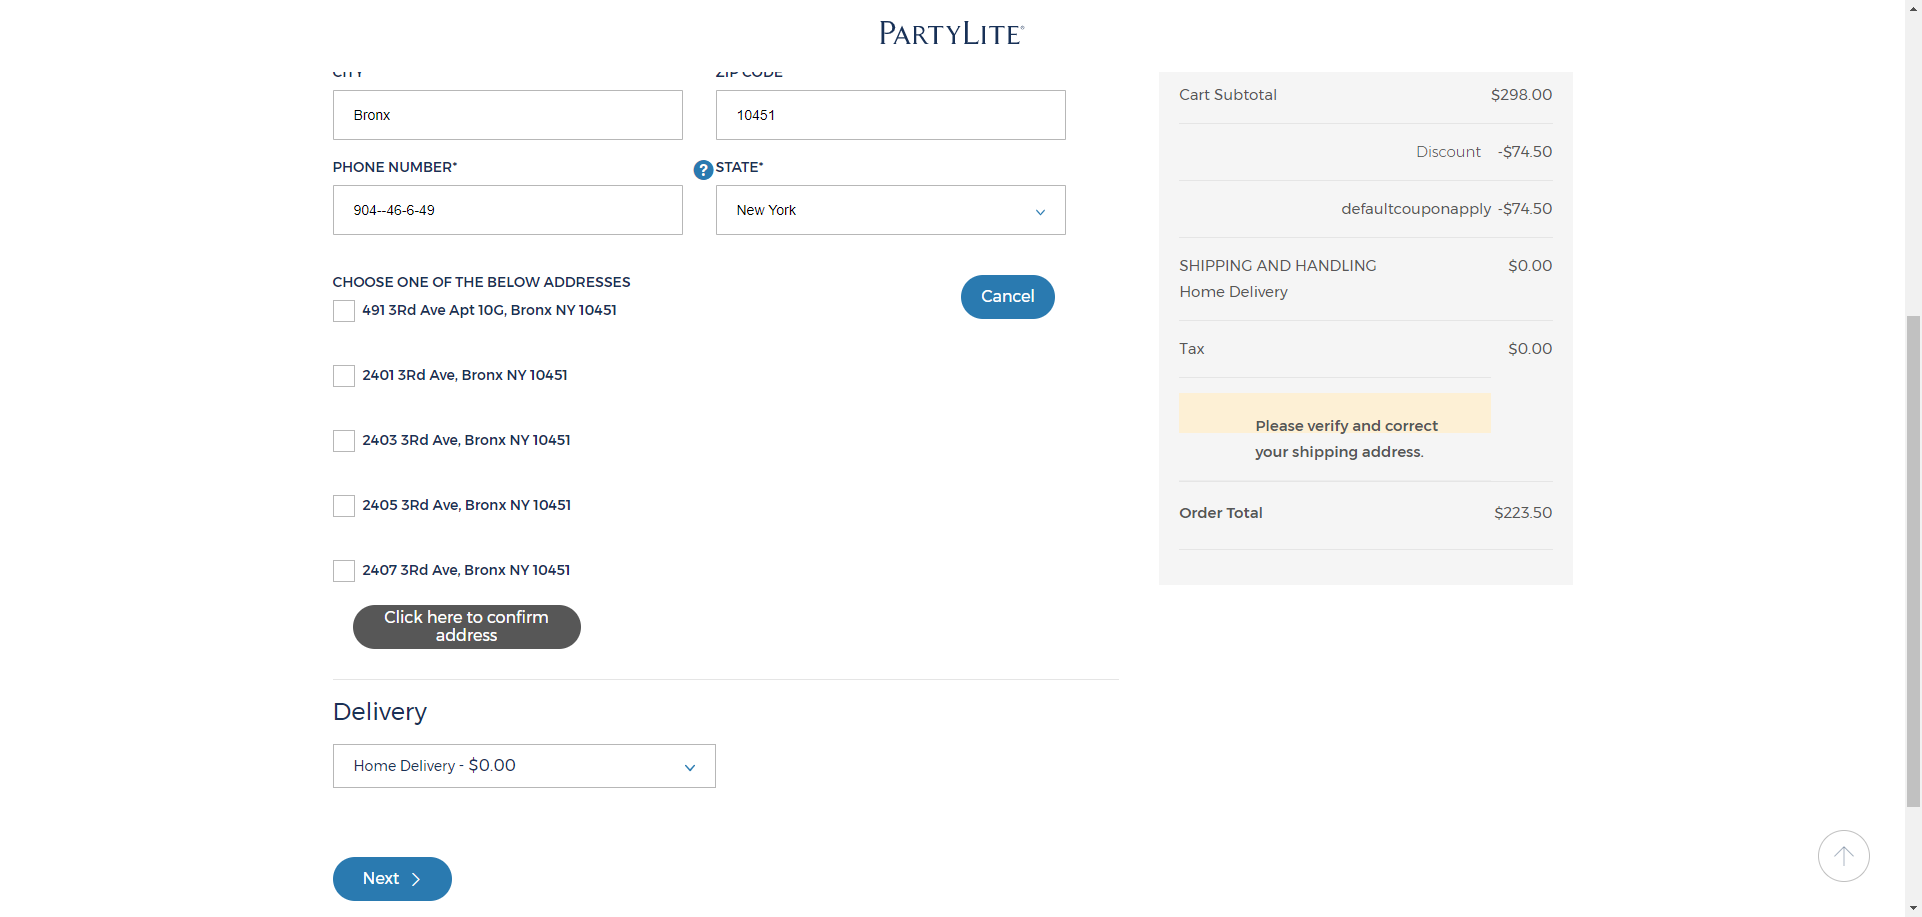 PARTYLITE®
CITY
ZIP CODE
Bronx
10451
PHONE NUMBER*
? STATE*
904--46-6-49
New York
CHOOSE ONE OF THE BELOW ADDRESSES
Cancel
491 3Rd Ave Apt 10G, Bronx NY 10451
2401 3Rd Ave, Bronx NY 10451
2403 3Rd Ave, Bronx NY 10451
2405 3Rd Ave, Bronx NY 10451
2407 3Rd Ave, Bronx NY 10451
Click here to confirm
address
Delivery
Home Delivery - $0.00
Next
Cart Subtotal $298.00
Discount -$74.50
defaultcouponapply -$74.50
SHIPPING AND HANDLING $0.00
Home Delivery
Tax $0.00
Please verify and correct
your shipping address.
Order Total $223.50